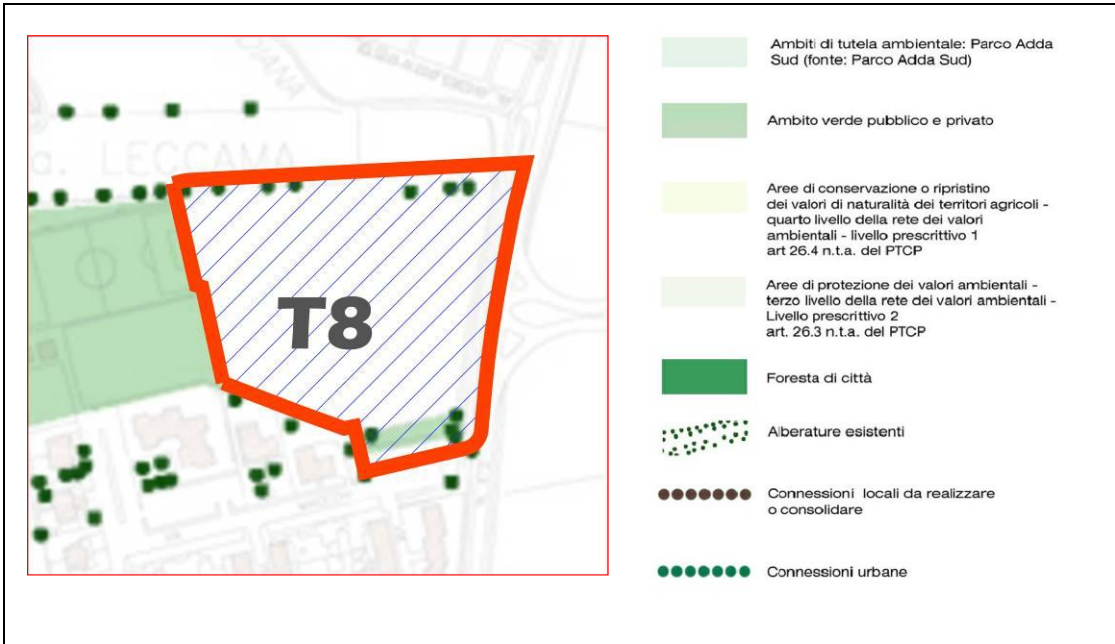 DANA
a. LECCAMA
T8
Ambiti di tutela ambientale: Parco Adda
Sud (fonte: Parco Adda Sud)
Ambito verde pubblico e privato
Aree di conservazione o ripristino
dei valori di naturalità dei territori agricoli -
quarto livello della rete dei valori
ambientali - livello prescrittivo 1
art 26.4 n.t.a. del PTCP
Aree di protezione dei valori ambientali -
terzo livello della rete dei valori ambientali -
Livello prescrittivo 2
art. 26.3 n.t.a. del PTCP
Foresta di città
Alberature esistenti
Connessioni locali da realizzare
o consolidare
Connessioni urbane